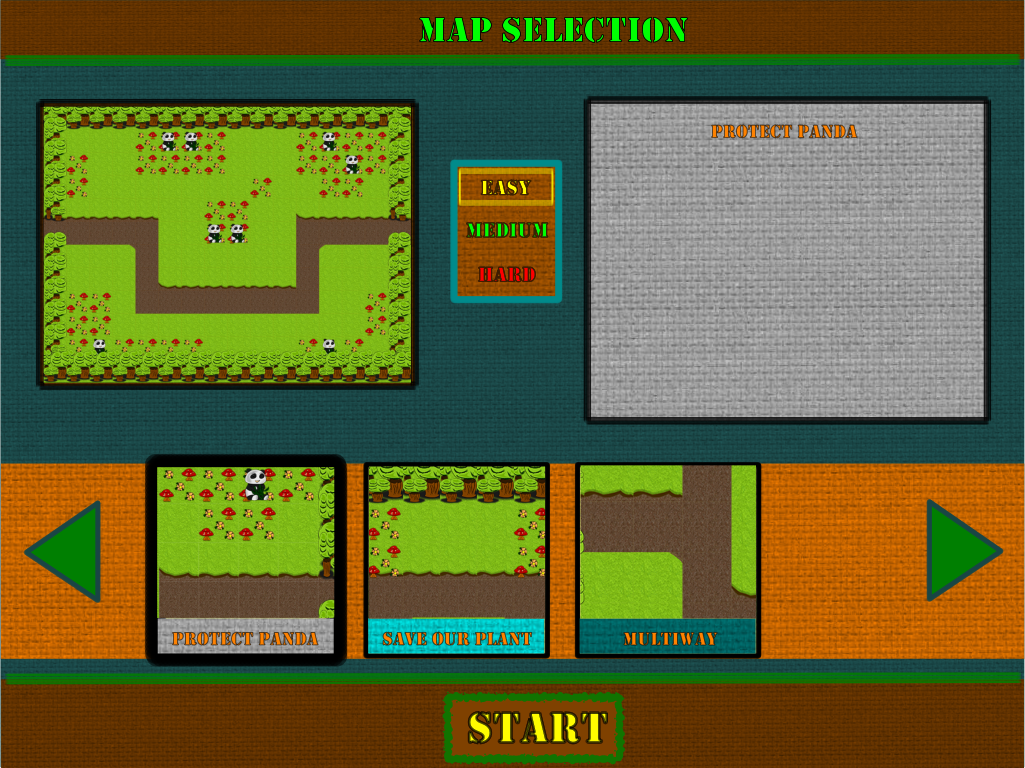 MAP SELECTION
PROTECT PANDA
EASY
MEDIUM
HARD
PROTECT PANDA
SAVE OUR PLANT
MULTIWAY
START